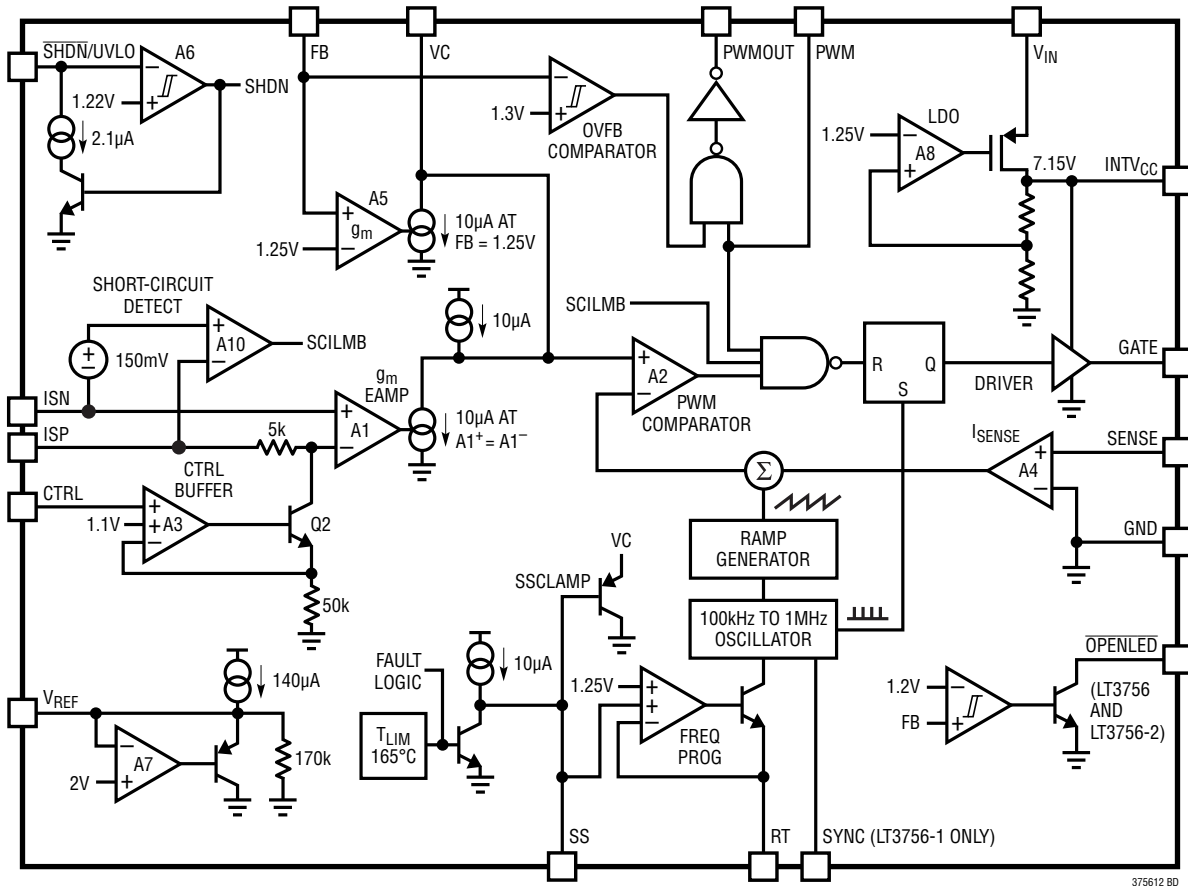 SHDN/UVLO
A6
FB
VC
PWMOUT
PWM
VIN
SHDN
1.22V
2.1µA
1.3V
OVFB
COMPARATOR
LDO
1.25V
A8
7.15V
INTVCC
A5
gm
1.25V
10µA AT
FB = 1.25V
SHORT-CIRCUIT
DETECT
10µA
SCILMB
A10
SCILMB
150mV
ISN
gm
EAMP
A1
10µA AT
A1+ = A1−
A2
PWM
COMPARATOR
R
Q
S
DRIVER
GATE
ISP
5k
CTRL
CTRL
BUFFER
1.1V
A3
Q2
50k
Σ
ISENSE
A4
SENSE
GND
RAMP
GENERATOR
VC
SSCLAMP
100kHz TO 1MHz
OSCILLATOR
FAULT
LOGIC
10µA
140µA
VREF
A7
2V
170k
TLIM
165°C
1.25V
FREQ
PROG
1.2V
FB
OPENLED
(LT3756
AND
LT3756-2)
SS
RT
SYNC (LT3756-1 ONLY)
375612 BD